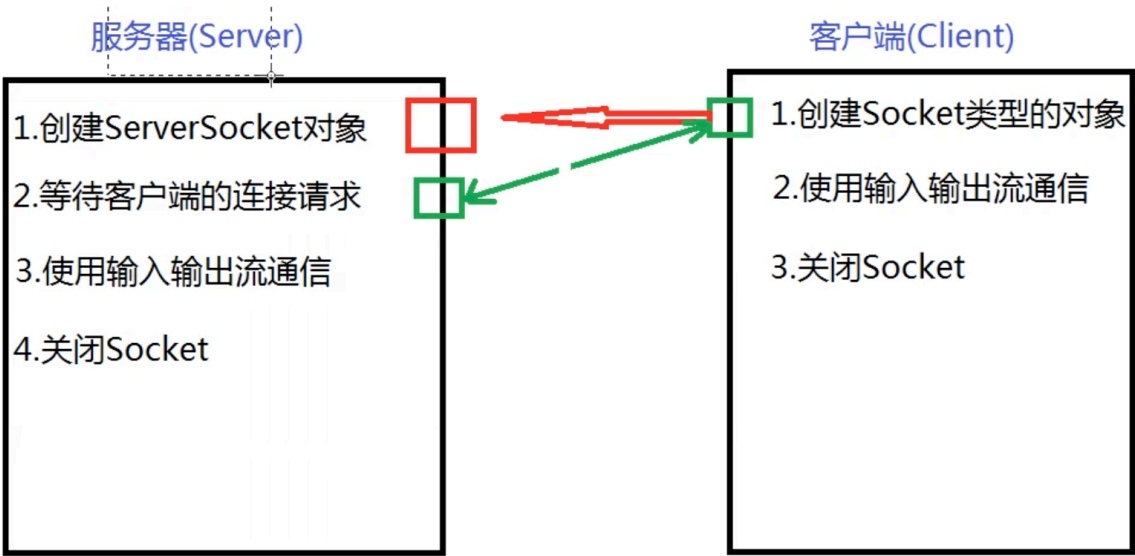 服务器(Server)
1.创建ServerSocket对象
2.等待客户端的连接请求
3.使用输入输出流通信
4.关闭Socket
客户端(Client)
1.创建Socket类型的对象
2.使用输入输出流通信
3.关闭Socket